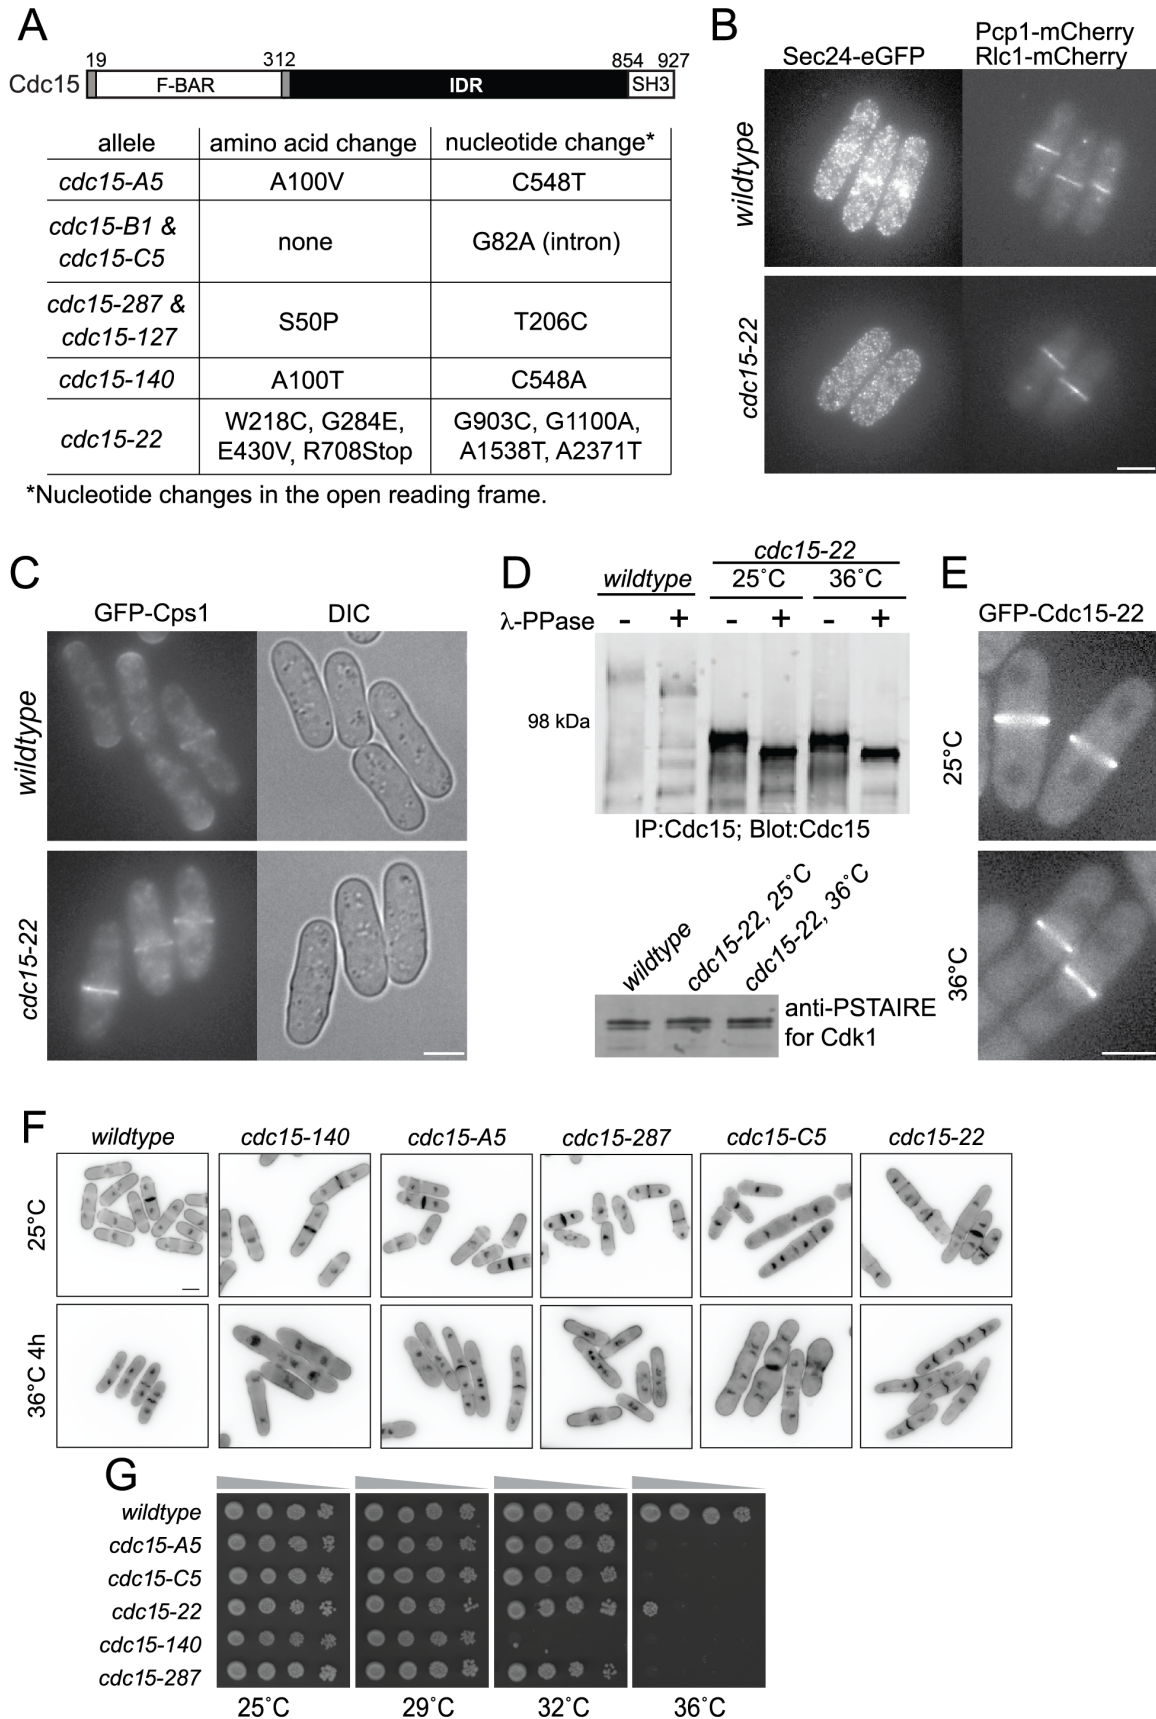 A
19 312 854 927
Cdc15 F-BAR IDR SH3
allele amino acid change nucleotide change*
cdc15-A5 A100V C548T
cdc15-B1 &
cdc15-C5 none G82A (intron)
cdc15-287 &
cdc15-127 S50P T206C
cdc15-140 A100T C548A
cdc15-22 W218C, G284E, G903C, G1100A,
E430V, R708Stop A1538T, A2371T
*Nucleotide changes in the open reading frame.
B
Sec24-eGFP Pcp1-mCherry
Rlc1-mCherry
wildtype
cdc15-22
C
GFP-Cps1 DIC
wildtype
cdc15-22
D
cdc15-22
wildtype 25˚C 36˚C
λ-PPase - + - + - +
98 kDa
IP:Cdc15; Blot:Cdc15
wildtype
cdc15-22, 25˚C
cdc15-22, 36˚C
anti-PSTAIRE
for Cdk1
E
GFP-Cdc15-22
25°C
36°C
F
wildtype cdc15-140 cdc15-A5 cdc15-287 cdc15-C5 cdc15-22
25°C
36°C 4h
G
wildtype
cdc15-A5
cdc15-C5
cdc15-22
cdc15-140
cdc15-287
25˚C 29˚C 32˚C 36˚C